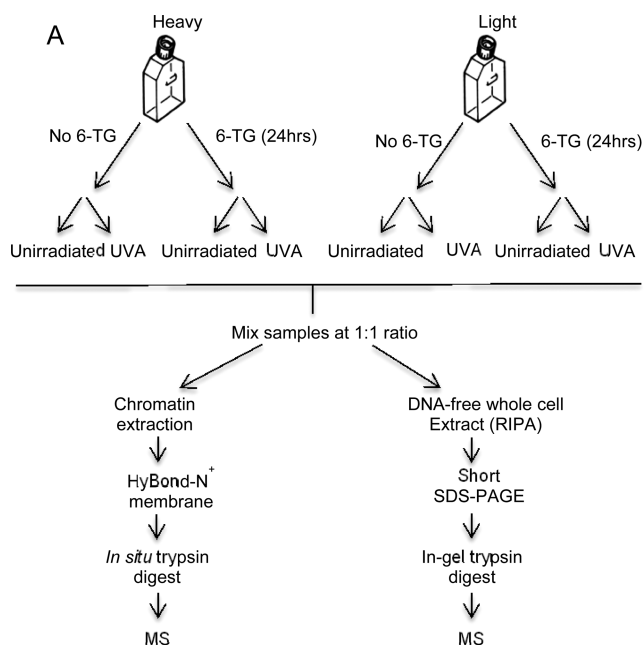 A
Heavy
Light
No 6-TG
6-TG (24hrs)
No 6-TG
6-TG (24hrs)
Unirradiated UVA
Unirradiated UVA
Unirradiated UVA
Unirradiated UVA
Mix samples at 1:1 ratio
Chromatin
extraction
DNA-free whole cell
Extract (RIPA)
HyBond-N+
membrane
Short
SDS-PAGE
In situ trypsin
digest
In-gel trypsin
digest
MS
MS